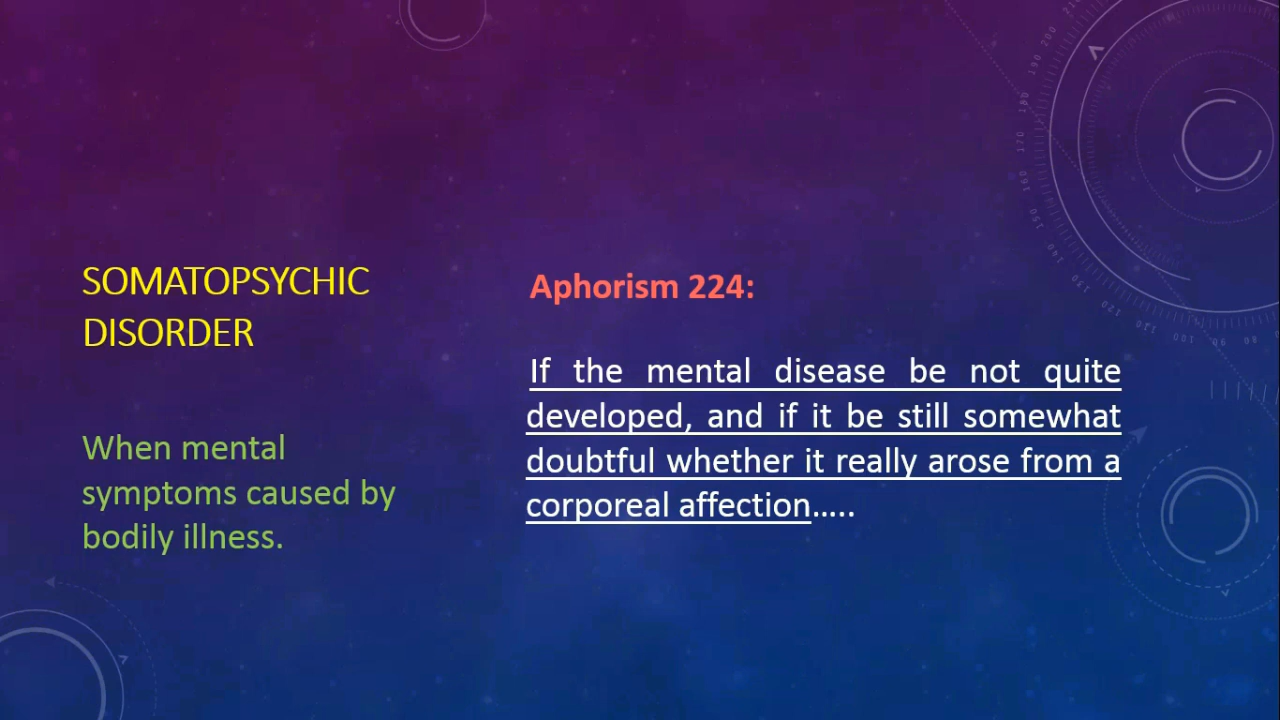 SOMATOPSYCHIC
DISORDER
When mental
symptoms caused by
bodily illness.
Aphorism 224:
If the mental disease be not quite
developed, and if it be still somewhat
doubtful whether it really arose from a
corporeal affection…..